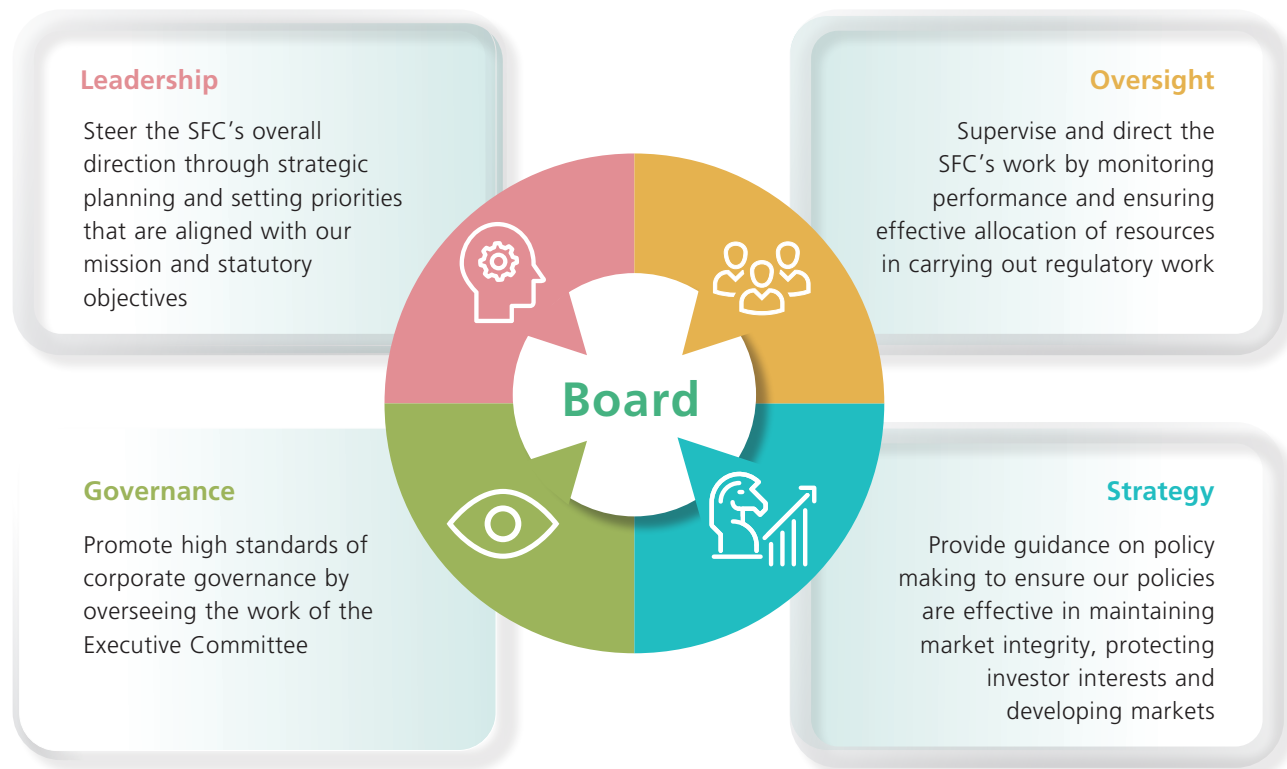 Leadership
Steer the SFC’s overall
direction through strategic
planning and setting priorities
that are aligned with our
mission and statutory
objectives
Oversight
Supervise and direct the
SFC’s work by monitoring
performance and ensuring
effective allocation of resources
in carrying out regulatory work
Board
Governance
Promote high standards of
corporate governance by
overseeing the work of the
Executive Committee
Strategy
Provide guidance on policy
making to ensure our policies
are effective in maintaining
market integrity, protecting
investor interests and
developing markets